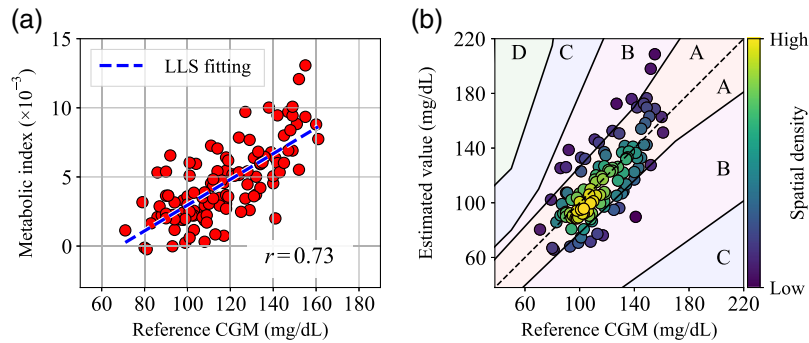 (a)
15
10
5
0
Metabolic index (×10⁻³)
LLS fitting
r = 0.73
60 80 100 120 140 160 180
Reference CGM (mg/dL)
(b)
220
180
140
100
60
Estimated value (mg/dL)
D
C
B
A
A
B
C
60 100 140 180 220
Reference CGM (mg/dL)
High
Spatial density
Low